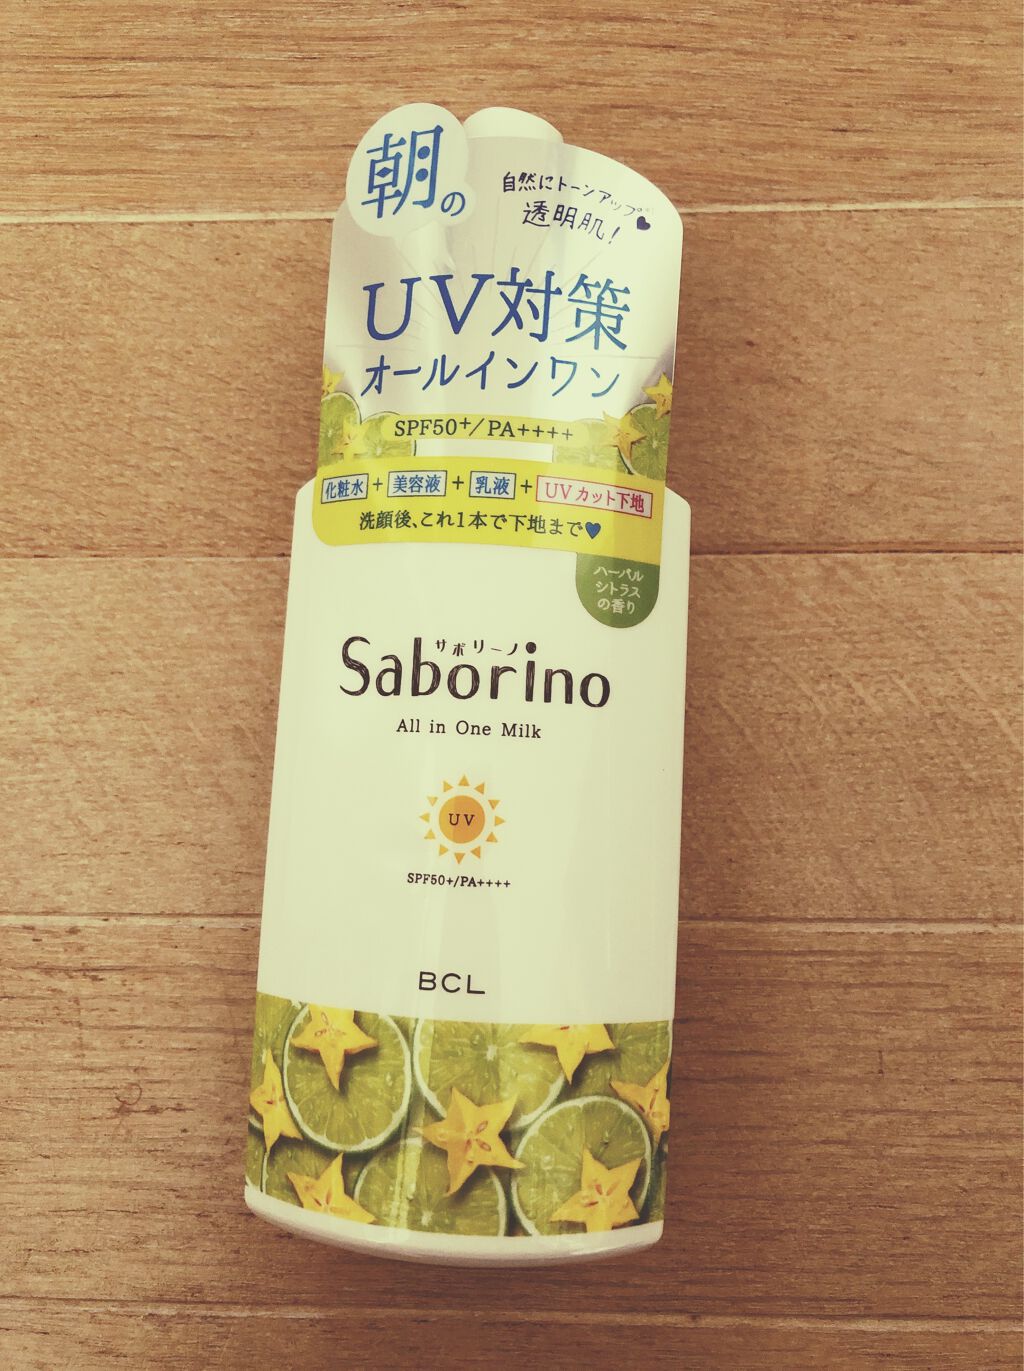 朝の
自然にトーンアップ※
透明肌!
UV対策
オールインワン
SPF50+/PA++++
化粧水+美容液+乳液+UVカット下地
洗顔後、これ1本で下地まで♥
ハーバル
シトラス
の香り
サボリーノ
Saborino
All in One Milk
UV
SPF50+/PA++++
BCL